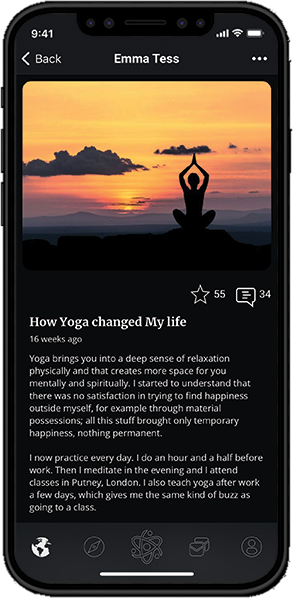 9:41
Back
Emma Tess
55
34
How Yoga changed My life
16 weeks ago
Yoga brings you into a deep sense of relaxation
physically and that creates more space for you
mentally and spiritually. I started to understand that
there was no satisfaction in trying to find happiness
outside myself, for example through material
possessions; all this stuff brought only temporary
happiness, nothing permanent.
I now practice every day. I do an hour and a half before
work. Then I meditate in the evening and I attend
classes in Putney, London. I also teach yoga after work
a few days, which gives me the same kind of buzz as
going to a class.